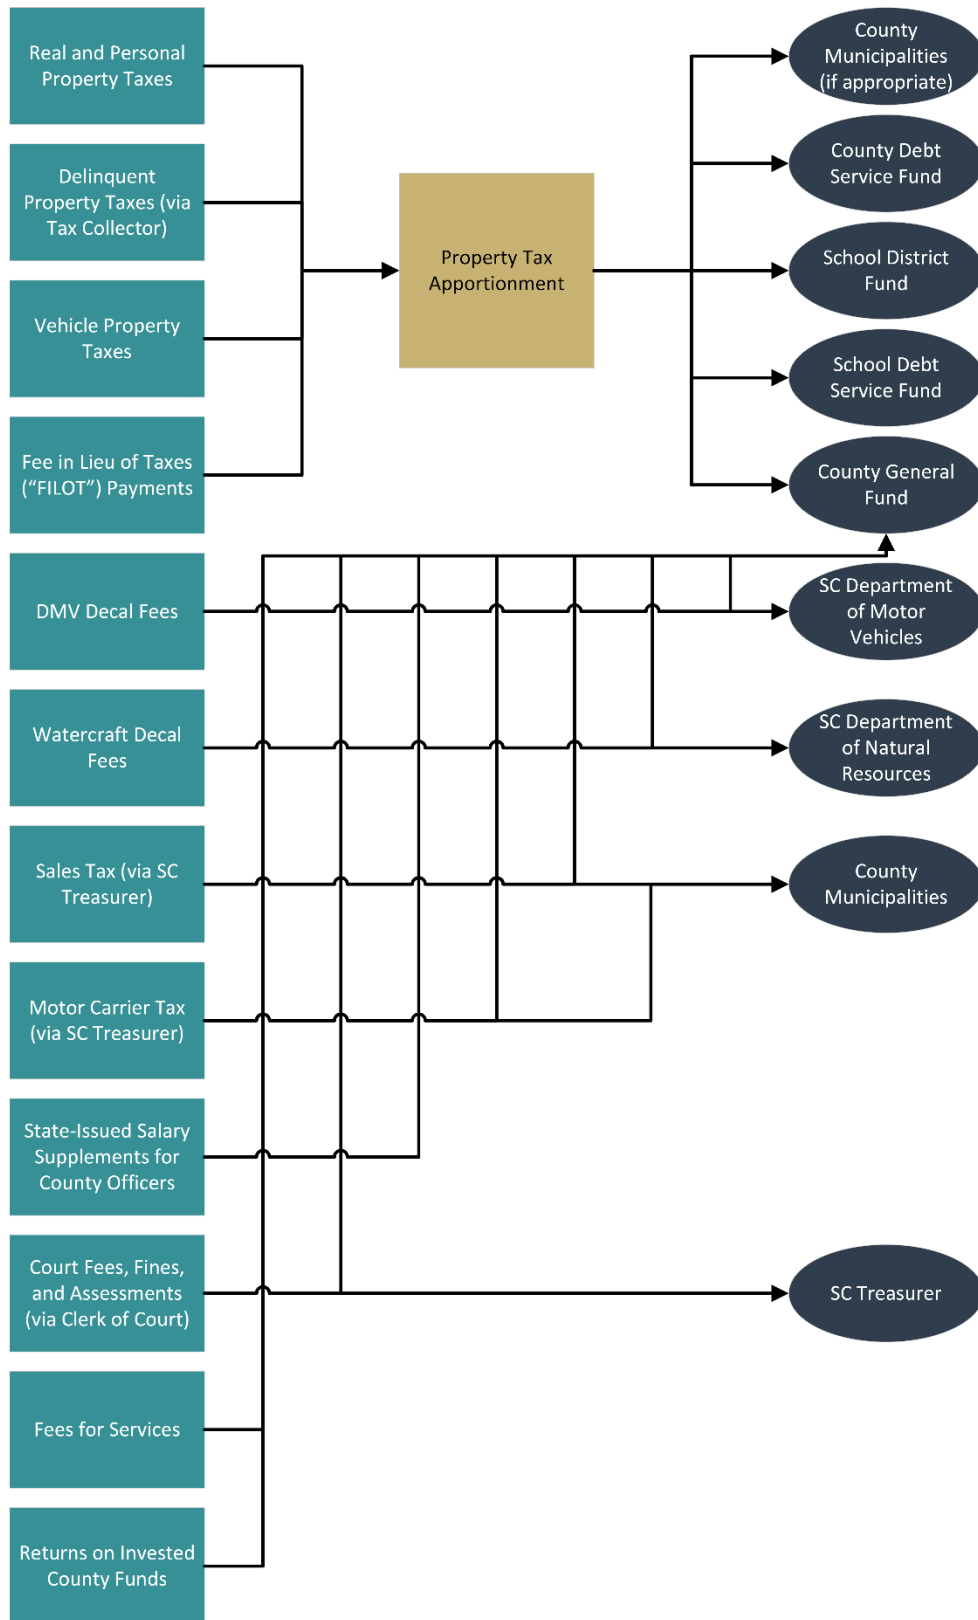 Real and Personal
Property Taxes
Delinquent
Property Taxes (via
Tax Collector)
Vehicle Property
Taxes
Fee in Lieu of Taxes
(“FILOT”) Payments
DMV Decal Fees
Watercraft Decal
Fees
Sales Tax (via SC
Treasurer)
Motor Carrier Tax
(via SC Treasurer)
State-Issued Salary
Supplements for
County Officers
Court Fees, Fines,
and Assessments
(via Clerk of Court)
Fees for Services
Returns on Invested
County Funds
Property Tax
Apportionment
County
Municipalities
(if appropriate)
County Debt
Service Fund
School District
Fund
School Debt
Service Fund
County General
Fund
SC Department
of Motor
Vehicles
SC Department
of Natural
Resources
County
Municipalities
SC Treasurer